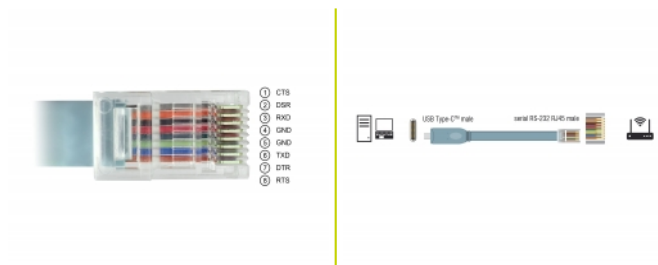 1 CTS
2 DSR
3 RXD
4 GND
5 GND
6 TXD
7 DTR
8 RTS
USB Type-C™ male
serial RS-232 RJ45 male